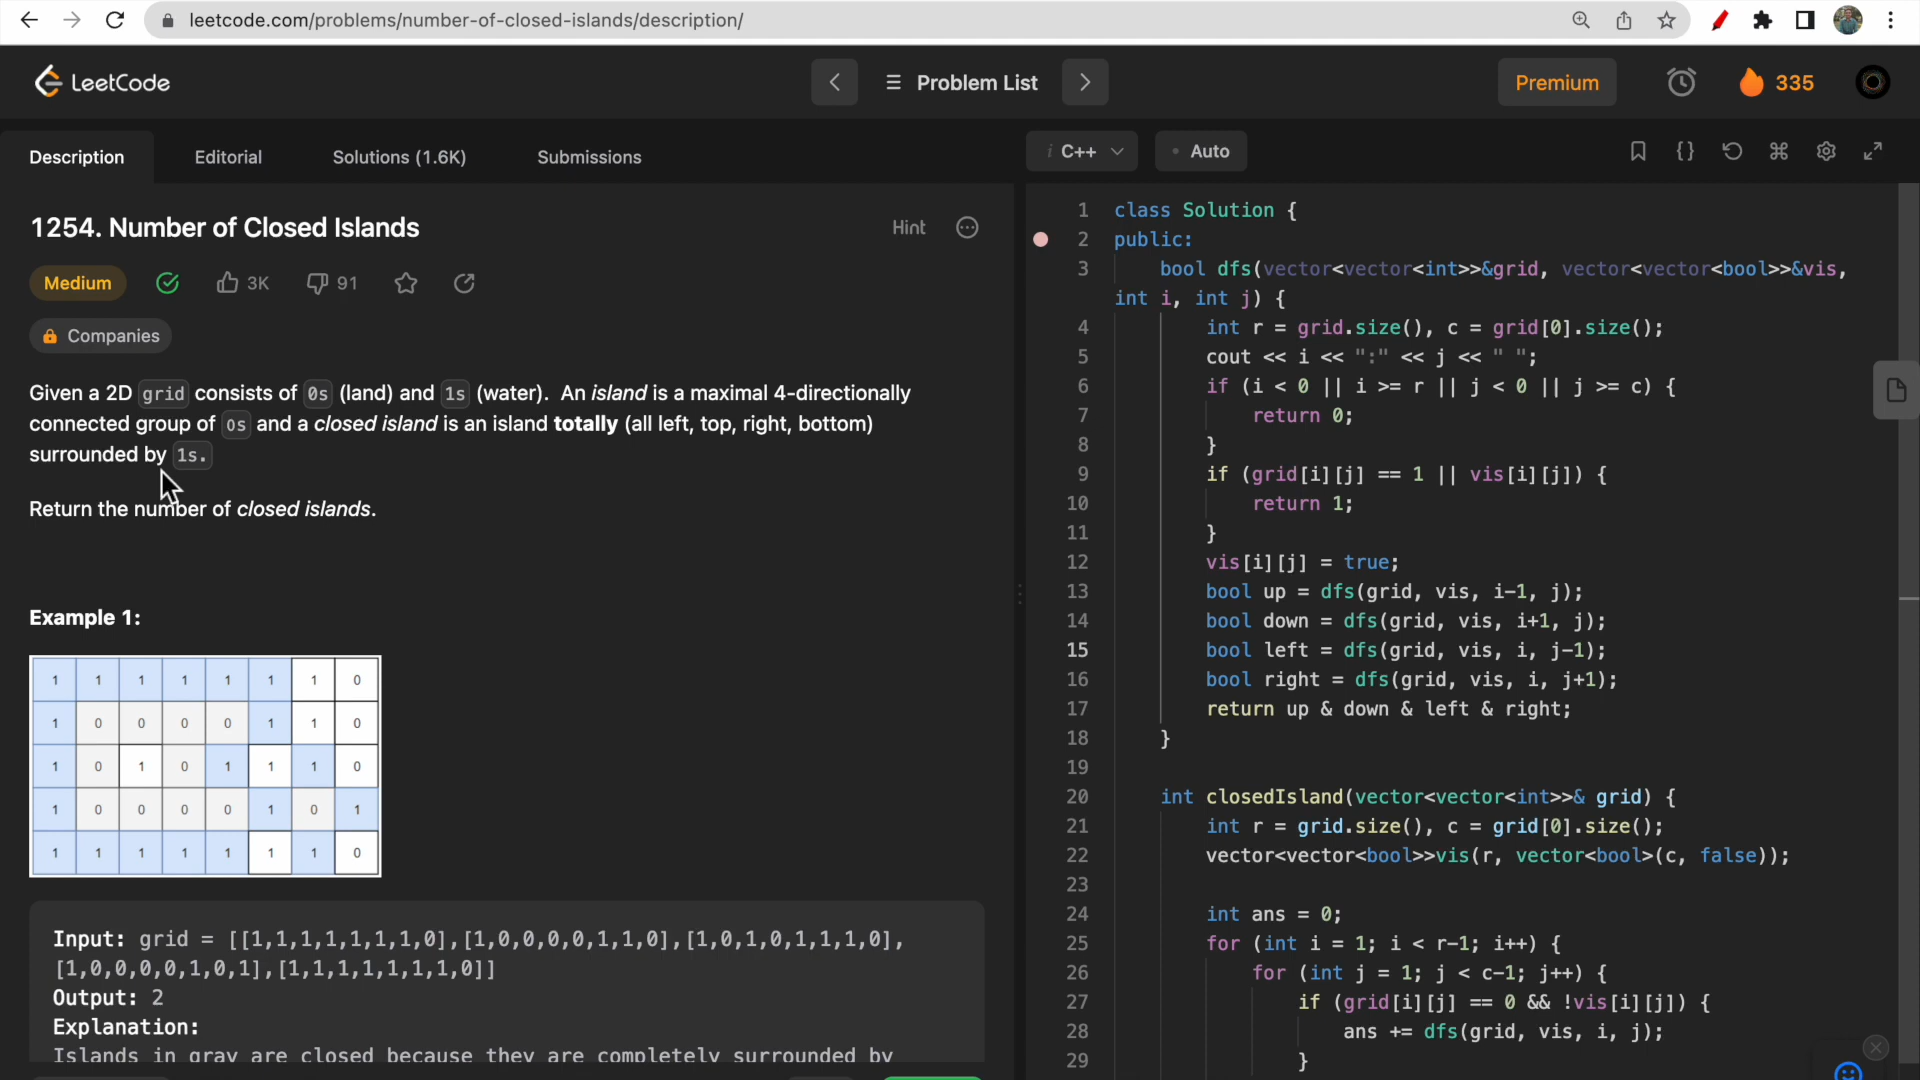 leetcode.com/problems/number-of-closed-islands/description/
LeetCode
Problem List
Premium
335
Description
Editorial
Solutions (1.6K)
Submissions
1254. Number of Closed Islands
Hint
Medium
3K
91
Companies
Given a 2D grid consists of 0s (land) and 1s (water). An island is a maximal 4-directionally
connected group of 0s and a closed island is an island totally (all left, top, right, bottom)
surrounded by 1s.
Return the number of closed islands.
Example 1:
1 1 1 1 1 1 1 0
1 0 0 0 0 1 1 0
1 0 1 0 1 1 1 0
1 0 0 0 0 1 0 1
1 1 1 1 1 1 1 0
Input: grid = [[1,1,1,1,1,1,1,0],[1,0,0,0,0,1,1,0],[1,0,1,0,1,1,1,0],
[1,0,0,0,0,1,0,1],[1,1,1,1,1,1,1,0]]
Output: 2
Explanation:
Islands in gray are closed because they are completely surrounded by
i C++
Auto
1 class Solution {
2 public:
3 bool dfs(vector<vector<int>>&grid, vector<vector<bool>>&vis,
int i, int j) {
4 int r = grid.size(), c = grid[0].size();
5 cout << i << ":" << j << " ";
6 if (i < 0 || i >= r || j < 0 || j >= c) {
7 return 0;
8 }
9 if (grid[i][j] == 1 || vis[i][j]) {
10 return 1;
11 }
12 vis[i][j] = true;
13 bool up = dfs(grid, vis, i-1, j);
14 bool down = dfs(grid, vis, i+1, j);
15 bool left = dfs(grid, vis, i, j-1);
16 bool right = dfs(grid, vis, i, j+1);
17 return up & down & left & right;
18 }
19
20 int closedIsland(vector<vector<int>>& grid) {
21 int r = grid.size(), c = grid[0].size();
22 vector<vector<bool>>vis(r, vector<bool>(c, false));
23
24 int ans = 0;
25 for (int i = 1; i < r-1; i++) {
26 for (int j = 1; j < c-1; j++) {
27 if (grid[i][j] == 0 && !vis[i][j]) {
28 ans += dfs(grid, vis, i, j);
29 }